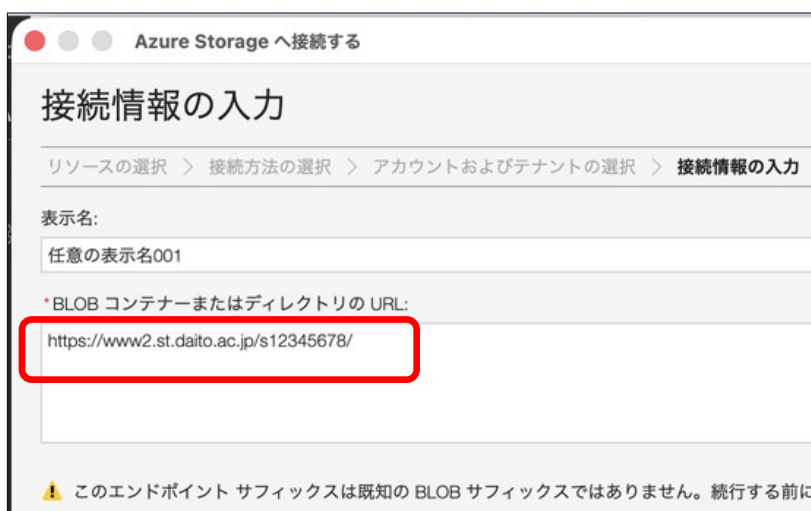 Azure Storage へ接続する
接続情報の入力
リソースの選択 > 接続方法の選択 > アカウントおよびテナントの選択 > 接続情報の入力
表示名:
任意の表示名001
*BLOB コンテナーまたはディレクトリの URL:
https://www2.st.daito.ac.jp/s12345678/
このエンドポイント サフィックスは既知の BLOB サフィックスではありません。続行する前に